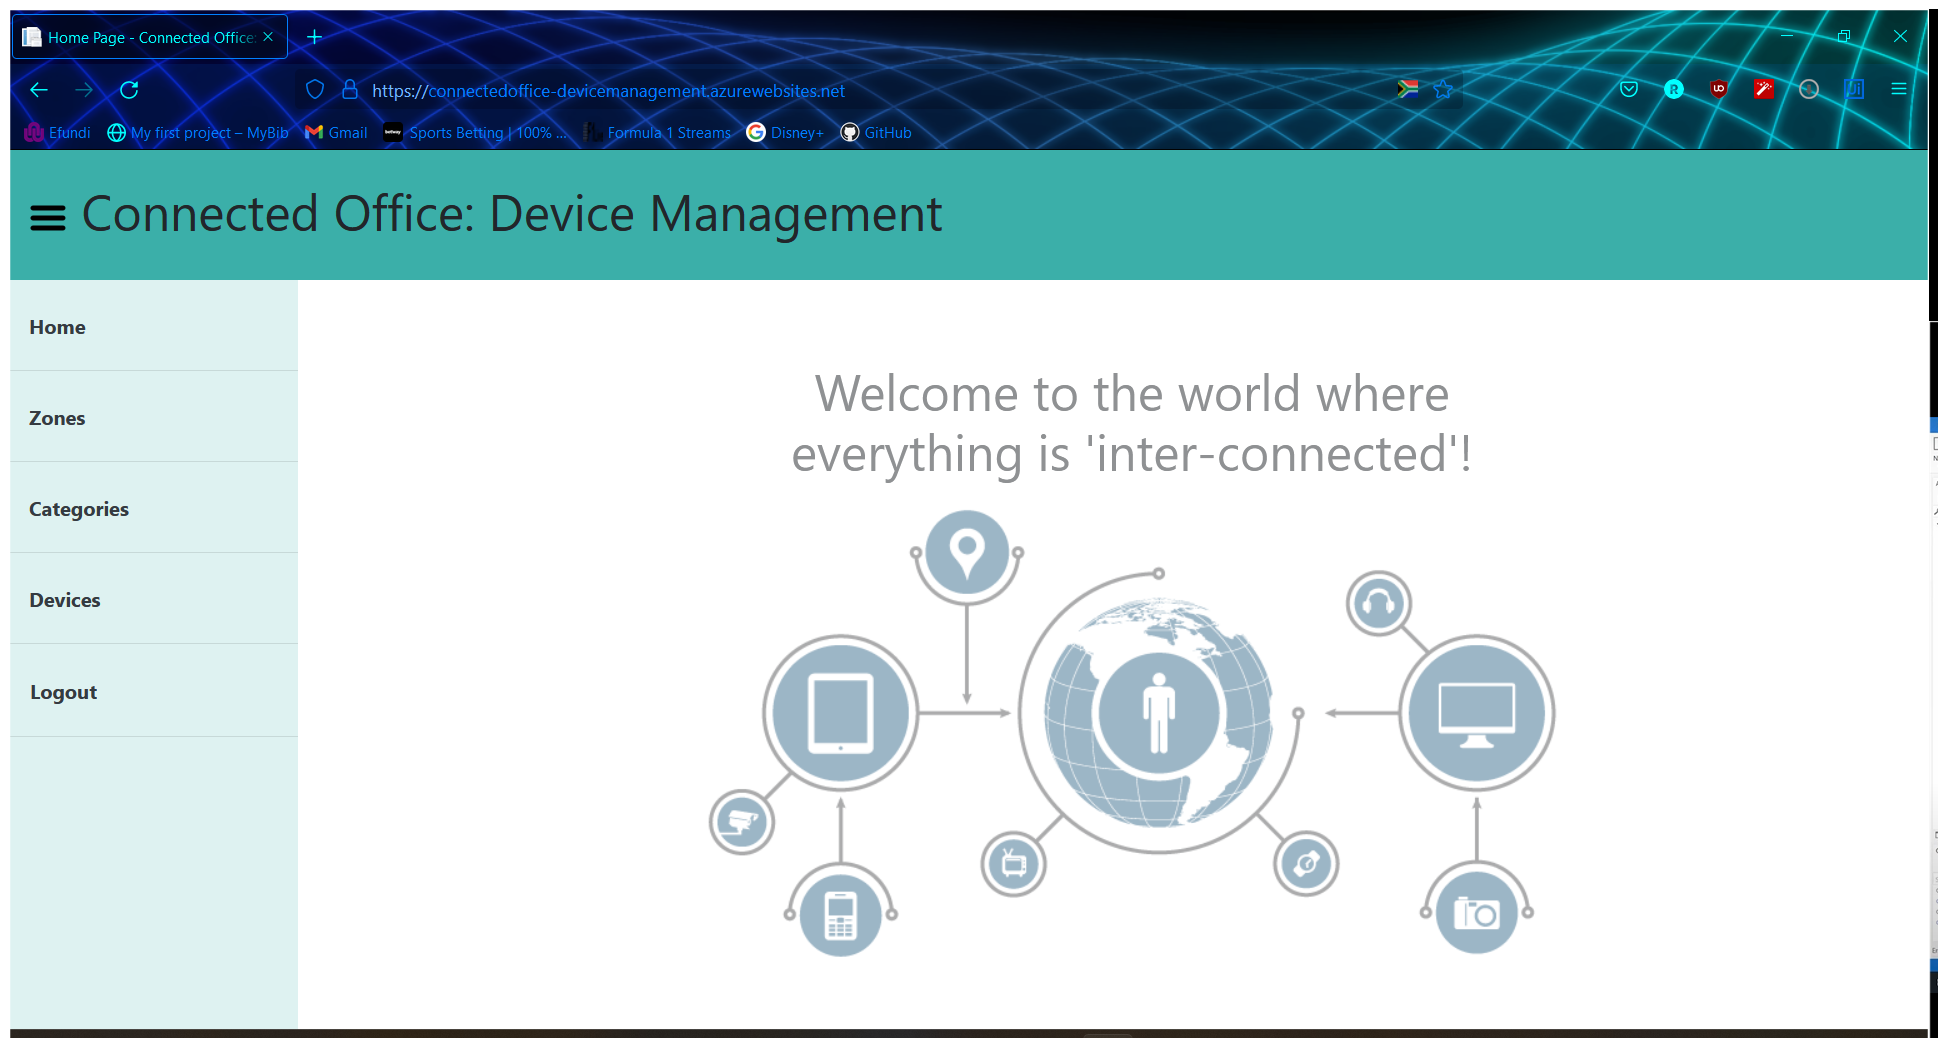 Home Page - Connected Office:
https://connectedoffice-devicemanagement.azurewebsites.net
Efundi My first project – MyBib Gmail Sports Betting | 100% ... Formula 1 Streams Disney+ GitHub
Connected Office: Device Management
Home
Zones
Categories
Devices
Logout
Welcome to the world where
everything is 'inter-connected'!